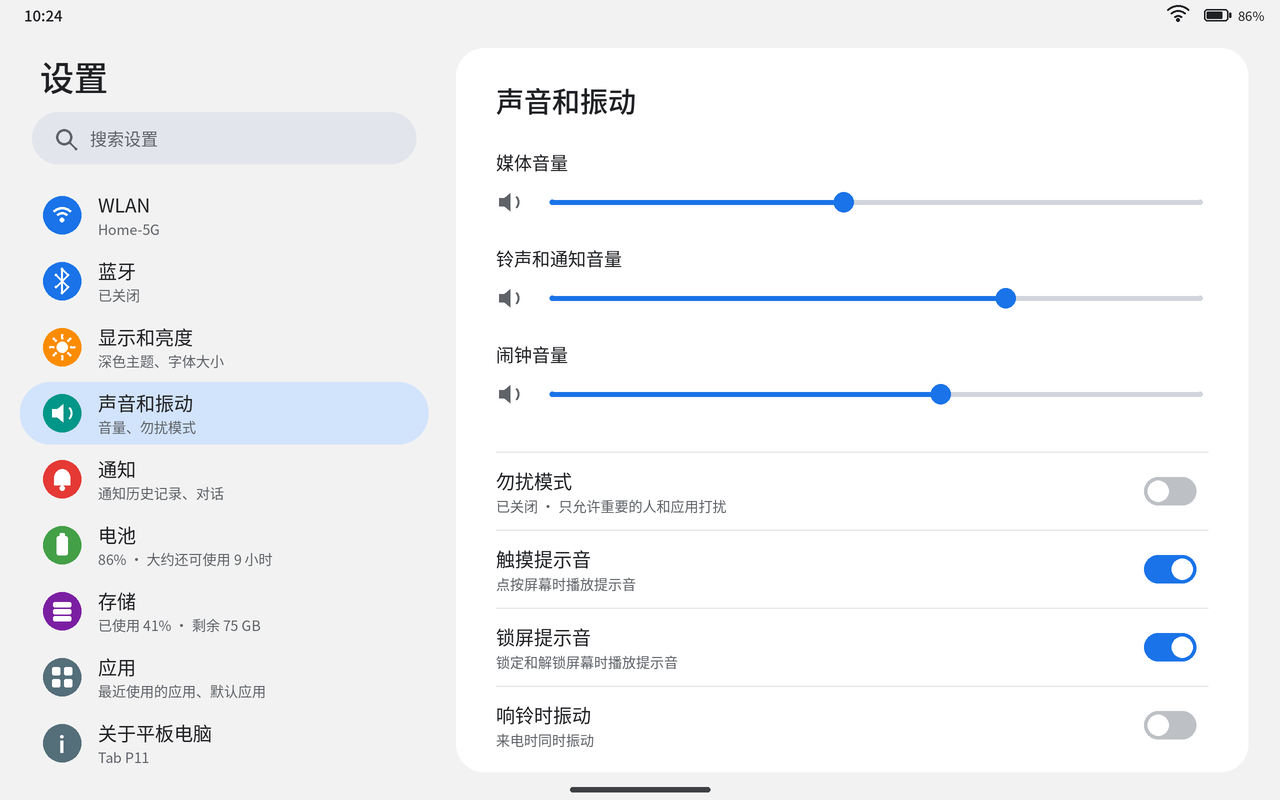 10:24
86%
设置
搜索设置
WLAN
Home-5G
蓝牙
已关闭
显示和亮度
深色主题、字体大小
声音和振动
音量、勿扰模式
通知
通知历史记录、对话
电池
86% · 大约还可使用 9 小时
存储
已使用 41% · 剩余 75 GB
应用
最近使用的应用、默认应用
关于平板电脑
Tab P11
声音和振动
媒体音量
铃声和通知音量
闹钟音量
勿扰模式
已关闭 · 只允许重要的人和应用打扰
触摸提示音
点按屏幕时播放提示音
锁屏提示音
锁定和解锁屏幕时播放提示音
响铃时振动
来电时同时振动